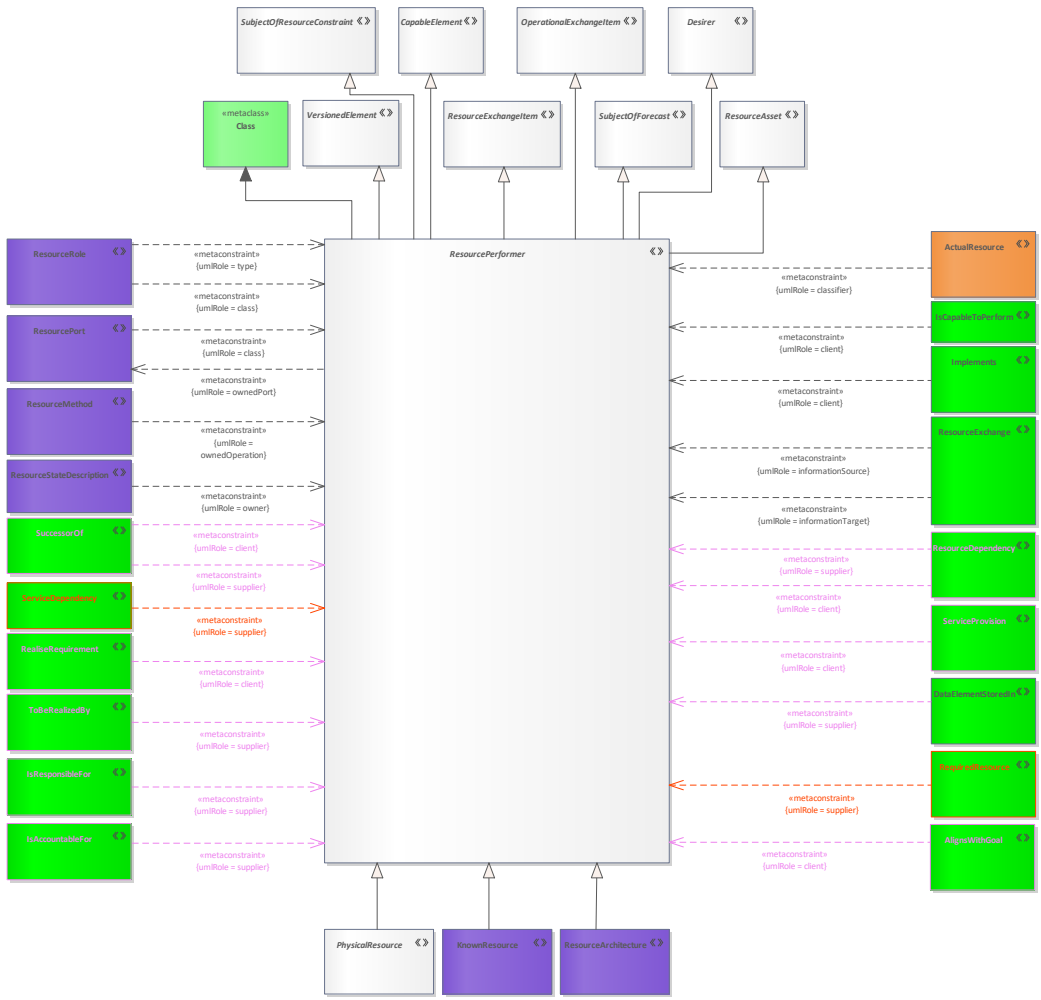 SubjectOfResourceConstraint «»
CapableElement «»
OperationalExchangeItem «»
Desirer «»
«metaclass»
Class
VersionedElement «»
ResourceExchangeItem «»
SubjectOfForecast «»
ResourceAsset «»
ResourcePerformer «»
ResourceRole «»
«metaconstraint»
{umlRole = type}
«metaconstraint»
{umlRole = class}
ResourcePort «»
«metaconstraint»
{umlRole = class}
«metaconstraint»
{umlRole = ownedPort}
ResourceMethod «»
«metaconstraint»
{umlRole =
ownedOperation}
ResourceStateDescription «»
«metaconstraint»
{umlRole = owner}
SuccessorOf «»
«metaconstraint»
{umlRole = client}
«metaconstraint»
{umlRole = supplier}
ServiceDependency «»
«metaconstraint»
{umlRole = supplier}
RealiseRequirement «»
«metaconstraint»
{umlRole = client}
ToBeRealizedBy «»
«metaconstraint»
{umlRole = supplier}
IsResponsibleFor «»
«metaconstraint»
{umlRole = supplier}
IsAccountableFor «»
«metaconstraint»
{umlRole = supplier}
ActualResource «»
«metaconstraint»
{umlRole = classifier}
IsCapableToPerform «»
«metaconstraint»
{umlRole = client}
Implements «»
«metaconstraint»
{umlRole = client}
ResourceExchange «»
«metaconstraint»
{umlRole = informationSource}
«metaconstraint»
{umlRole = informationTarget}
ResourceDependency «»
«metaconstraint»
{umlRole = supplier}
«metaconstraint»
{umlRole = client}
ServiceProvision «»
«metaconstraint»
{umlRole = client}
DataElementStoredIn «»
«metaconstraint»
{umlRole = supplier}
RequiredResource «»
«metaconstraint»
{umlRole = supplier}
AlignsWithGoal «»
«metaconstraint»
{umlRole = client}
PhysicalResource «»
KnownResource «»
ResourceArchitecture «»